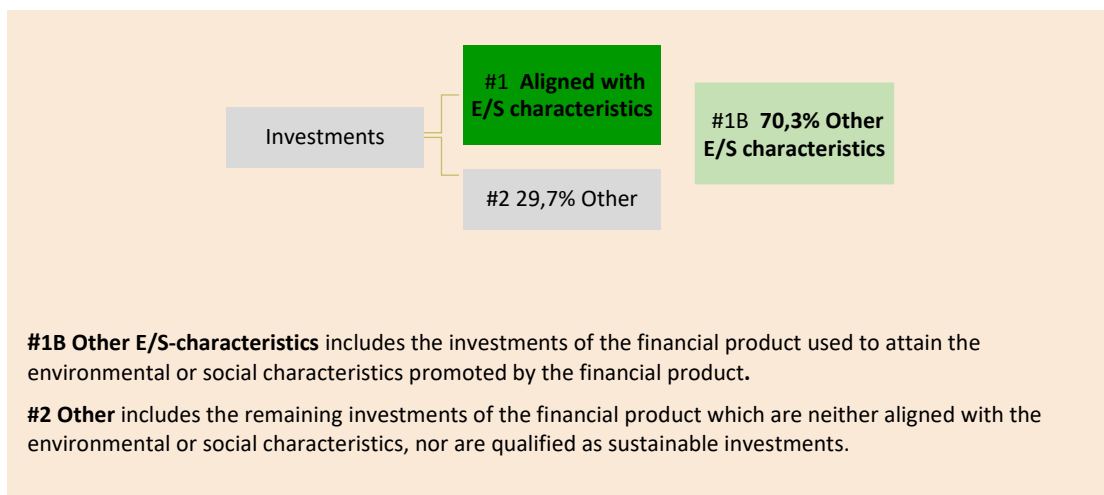 #1 Aligned with
E/S characteristics
#1B 70,3% Other
E/S characteristics
Investments
#2 29,7% Other
#1B Other E/S-characteristics includes the investments of the financial product used to attain the
environmental or social characteristics promoted by the financial product.
#2 Other includes the remaining investments of the financial product which are neither aligned with the
environmental or social characteristics, nor are qualified as sustainable investments.